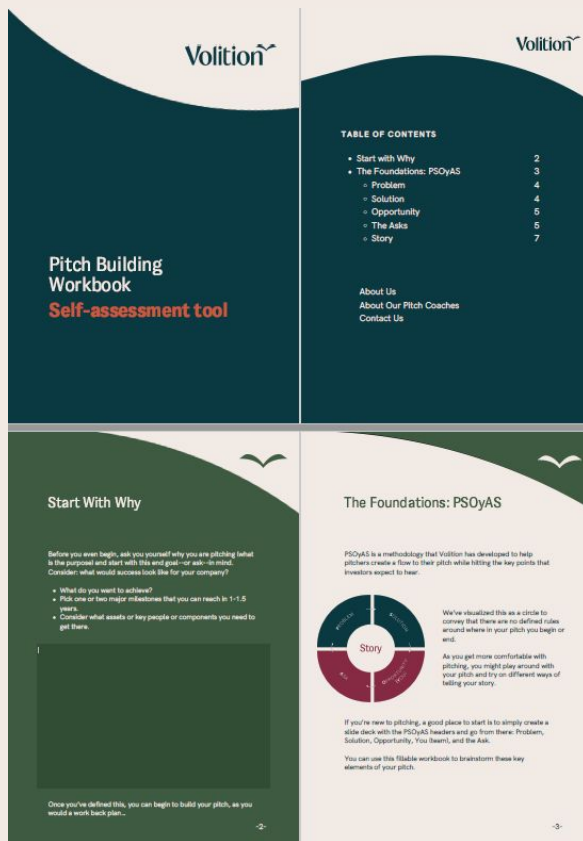 Volition
Pitch Building
Workbook
Self-assessment tool
Volition
TABLE OF CONTENTS
• Start with Why 2
• The Foundations: PSOyAS 3
◦ Problem 4
◦ Solution 4
◦ Opportunity 5
◦ The Asks 5
◦ Story 7
About Us
About Our Pitch Coaches
Contact Us
Start With Why
Before you even begin, ask you yourself why you are pitching (what
is the purpose) and start with this end goal--or ask--in mind.
Consider: what would success look like for your company?
• What do you want to achieve?
• Pick one or two major milestones that you can reach in 1-1.5
years.
• Consider what assets or key people or components you need to
get there.
Once you've defined this, you can begin to build your pitch, as you
would a work back plan...
-2-
The Foundations: PSOyAS
PSOyAS is a methodology that Volition has developed to help
pitchers create a flow to their pitch while hitting the key points that
investors expect to hear.
PROBLEM
SOLUTION
Story
ASK
We've visualized this as a circle to
convey that there are no defined rules
around where in your pitch you begin or
end.
As you get more comfortable with
pitching, you might play around with
your pitch and try on different ways of
telling your story.
If you're new to pitching, a good place to start is to simply create a
slide deck with the PSOyAS headers and go from there: Problem,
Solution, Opportunity, You (team), and the Ask.
You can use this fillable workbook to brainstorm these key
elements of your pitch.
-3-